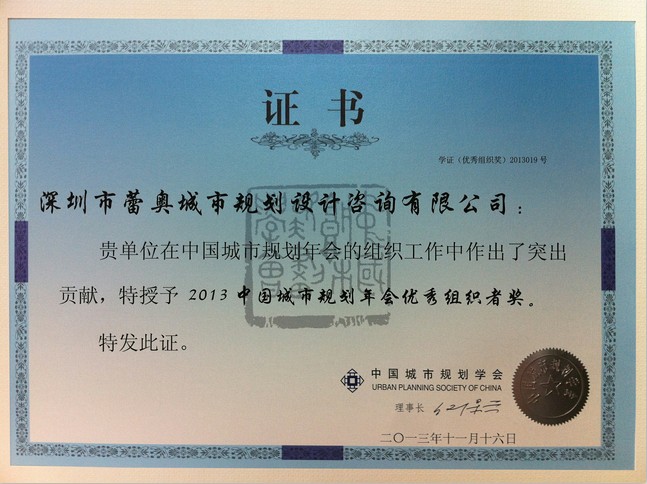 证书
学证（优秀组织奖）2013019号
深圳市蕾奥城市规划设计咨询有限公司：
贵单位在中国城市规划年会的组织工作中作出了突出
贡献，特授予 2013中国城市规划年会优秀组织者奖。
特发此证。
中国城市规划学会
URBAN PLANNING SOCIETY OF CHINA
理事长
二〇一三年十一月十六日